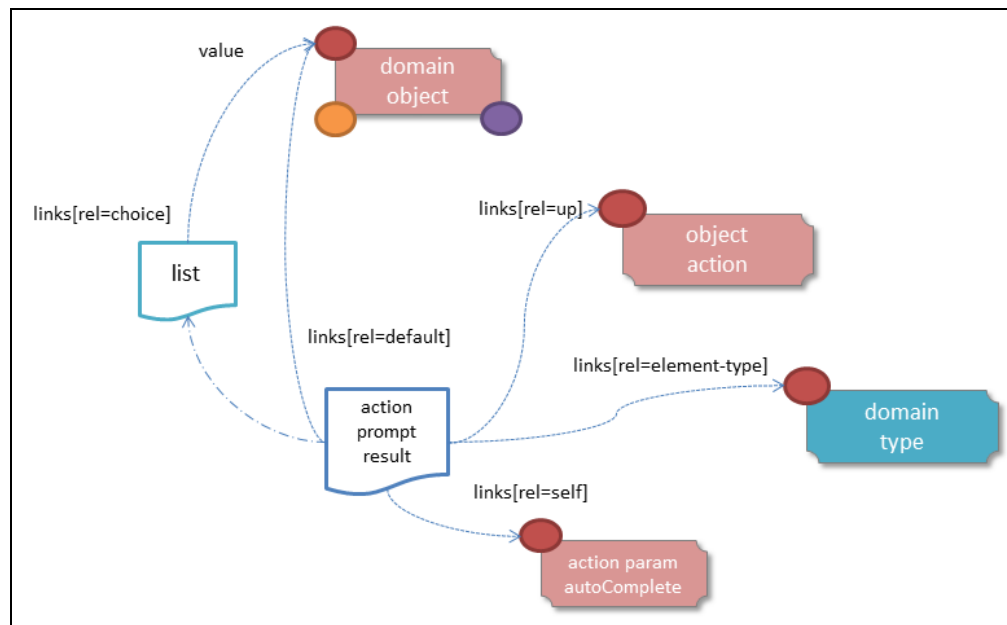 value
domain
object
links[rel=choice]
links[rel=up]
object
action
list
links[rel=default]
links[rel=element-type]
action
prompt
result
domain
type
links[rel=self]
action param
autoComplete